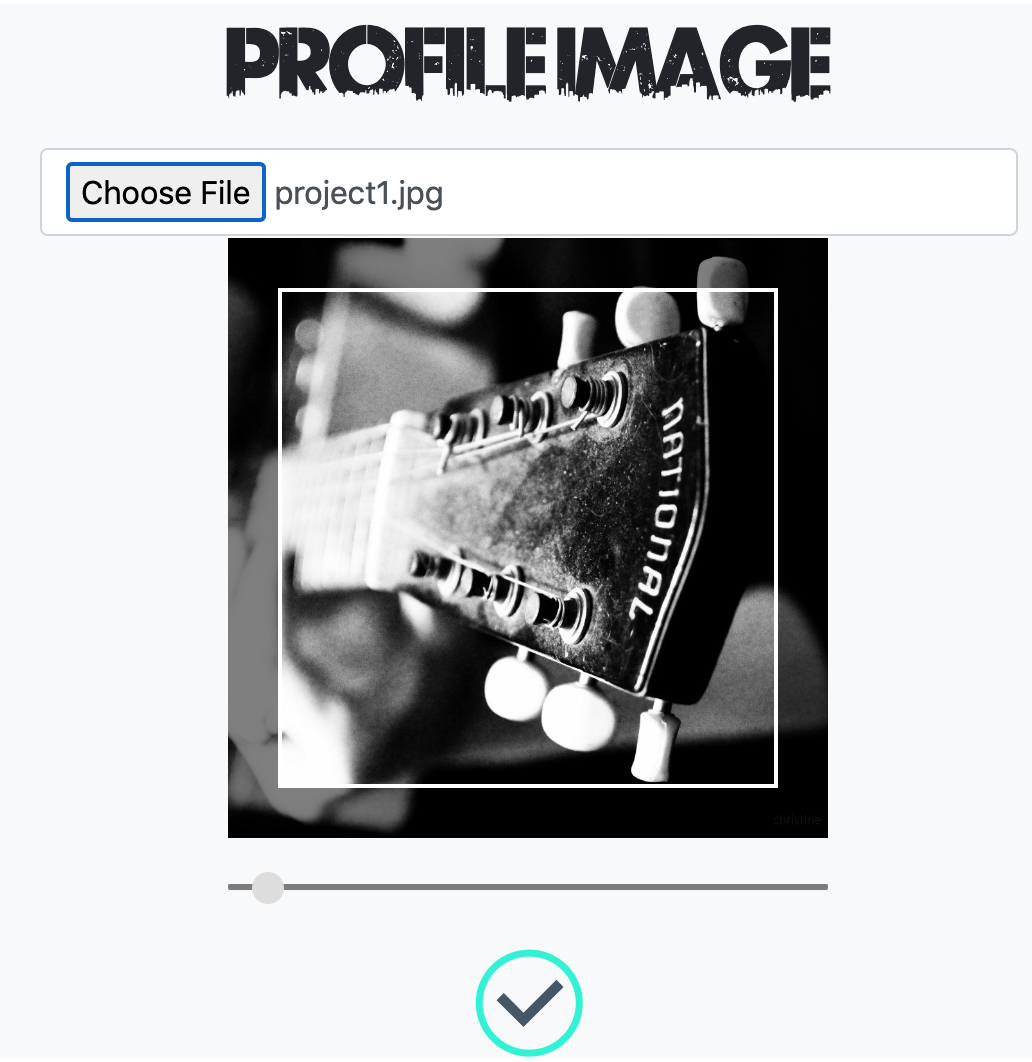 PROFILE IMAGE
Choose File project1.jpg
NATIONAL
christine